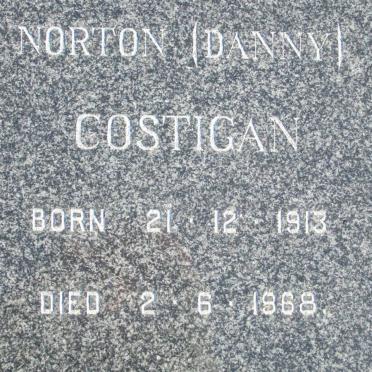 NORTON (DANNY)
COSTIGAN
BORN 21 · 12 · 1913
DIED 2 · 6 · 1968.